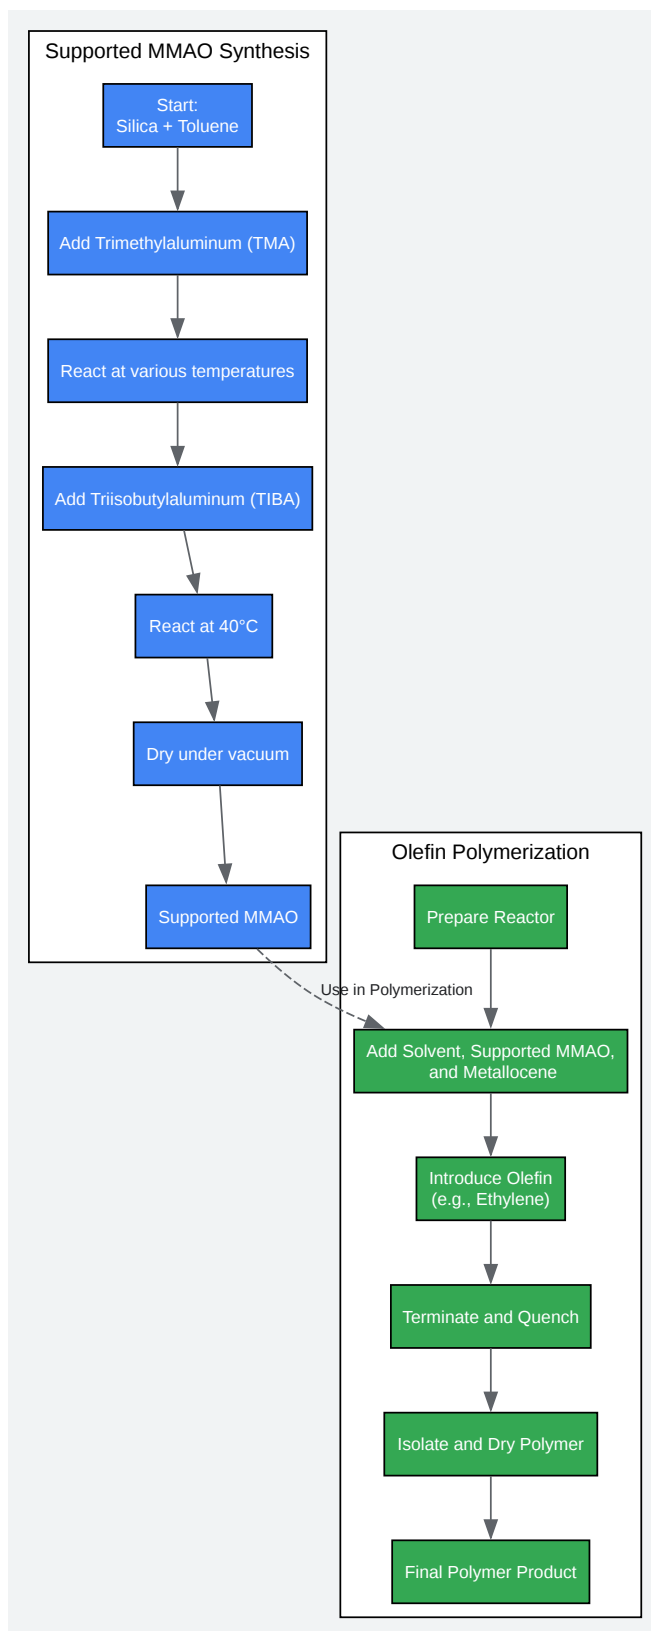 Supported MMAO Synthesis
Start:
Silica + Toluene
Add Trimethylaluminum (TMA)
React at various temperatures
Add Triisobutylaluminum (TIBA)
React at 40°C
Dry under vacuum
Supported MMAO
Use in Polymerization
Olefin Polymerization
Prepare Reactor
Add Solvent, Supported MMAO,
and Metallocene
Introduce Olefin
(e.g., Ethylene)
Terminate and Quench
Isolate and Dry Polymer
Final Polymer Product